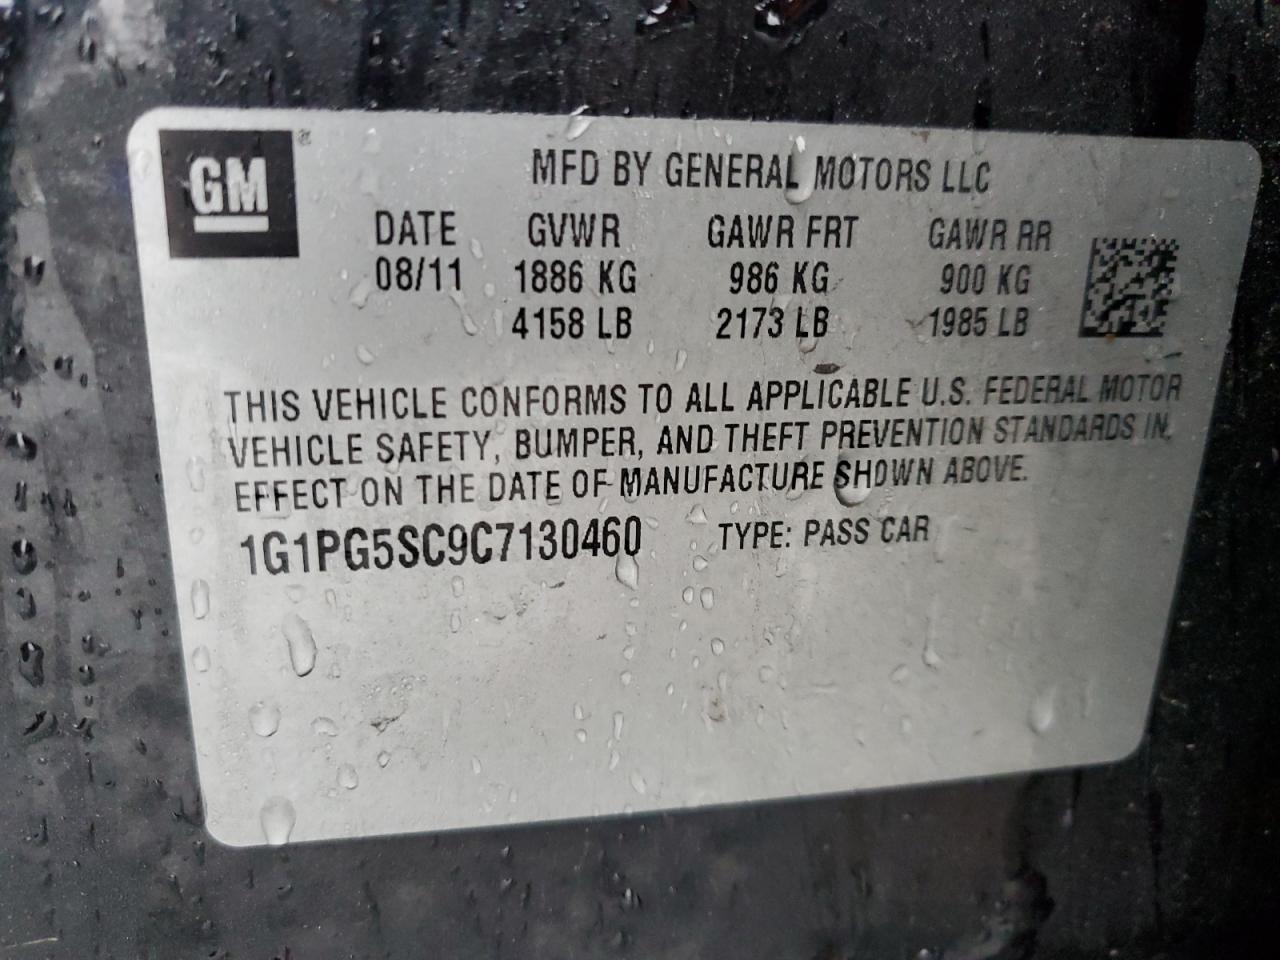 GM®
MFD BY GENERAL MOTORS LLC
DATE GVWR GAWR FRT GAWR RR
08/11 1886 KG 986 KG 900 KG
4158 LB 2173 LB 1985 LB
THIS VEHICLE CONFORMS TO ALL APPLICABLE U.S. FEDERAL MOTOR
VEHICLE SAFETY, BUMPER, AND THEFT PREVENTION STANDARDS IN
EFFECT ON THE DATE OF MANUFACTURE SHOWN ABOVE.
1G1PG5SC9C7130460 TYPE: PASS CAR